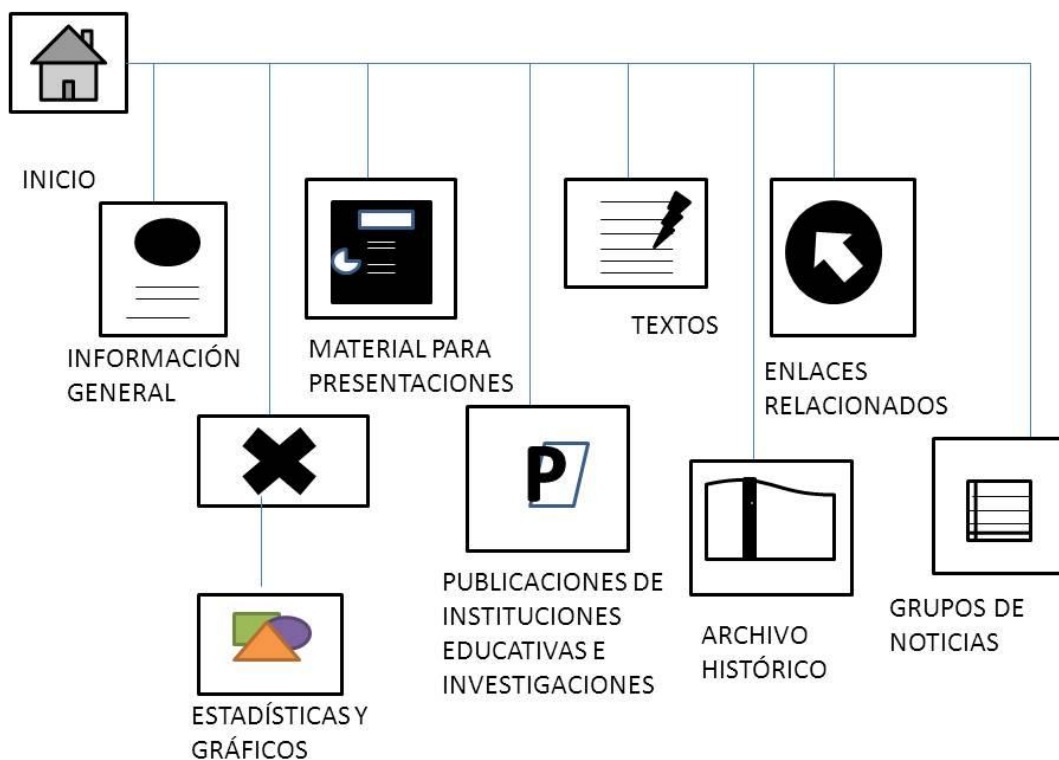 INICIO
INFORMACIÓN
GENERAL
MATERIAL PARA
PRESENTACIONES
TEXTOS
ENLACES
RELACIONADOS
P
PUBLICACIONES DE
INSTITUCIONES
EDUCATIVAS E
INVESTIGACIONES
ARCHIVO
HISTÓRICO
GRUPOS DE
NOTICIAS
ESTADÍSTICAS Y
GRÁFICOS